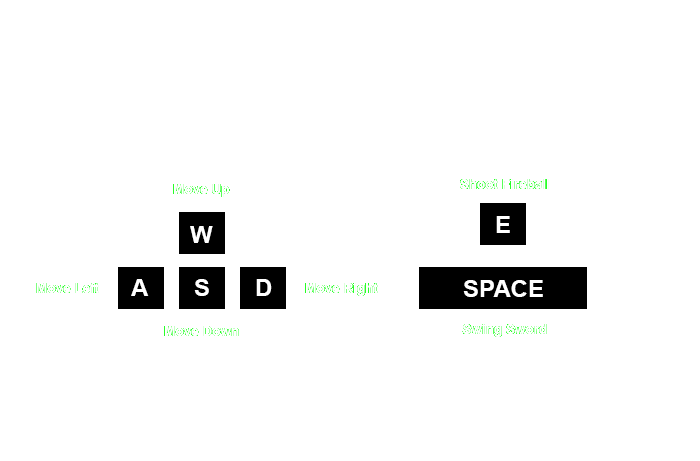 Move Up
W
Move Left
A
S
D
Move Right
Move Down
Shoot Fireball
E
SPACE
Swing Sword